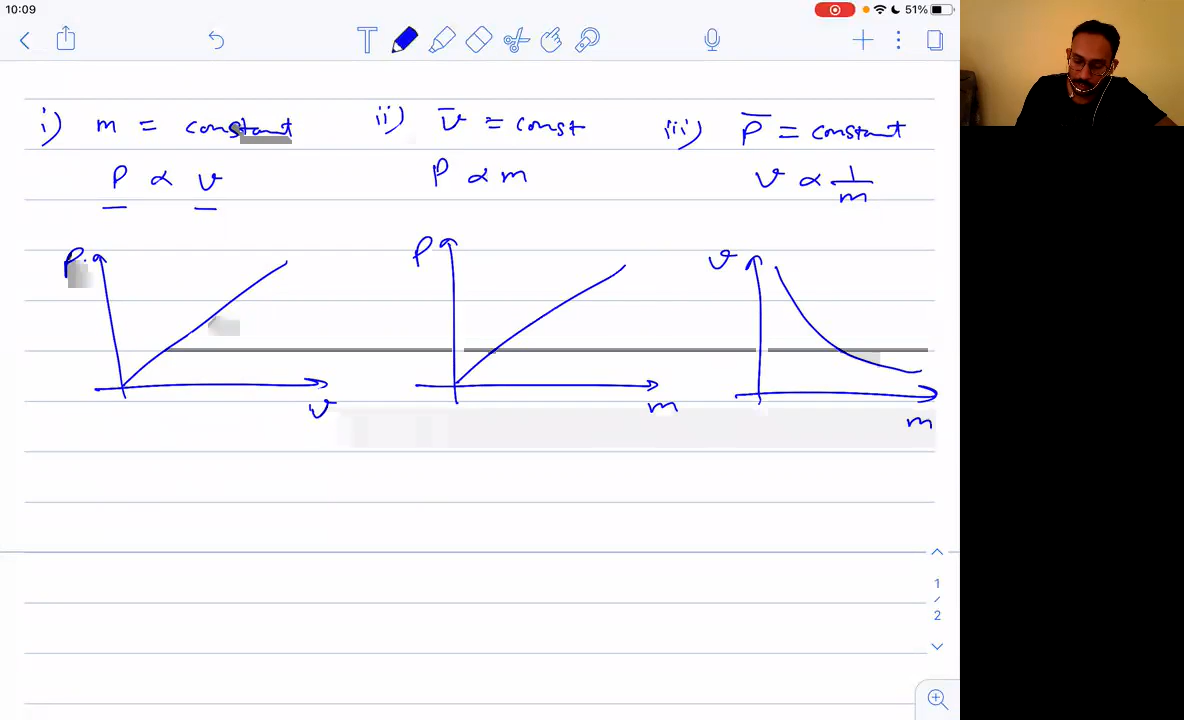 10:09
51%
T
i) m = constant
ii) v̄ = const
iii) P̄ = constant
P ∝ v
P ∝ m
v ∝ 1/m
P
P
v
v
m
m
1
/
2